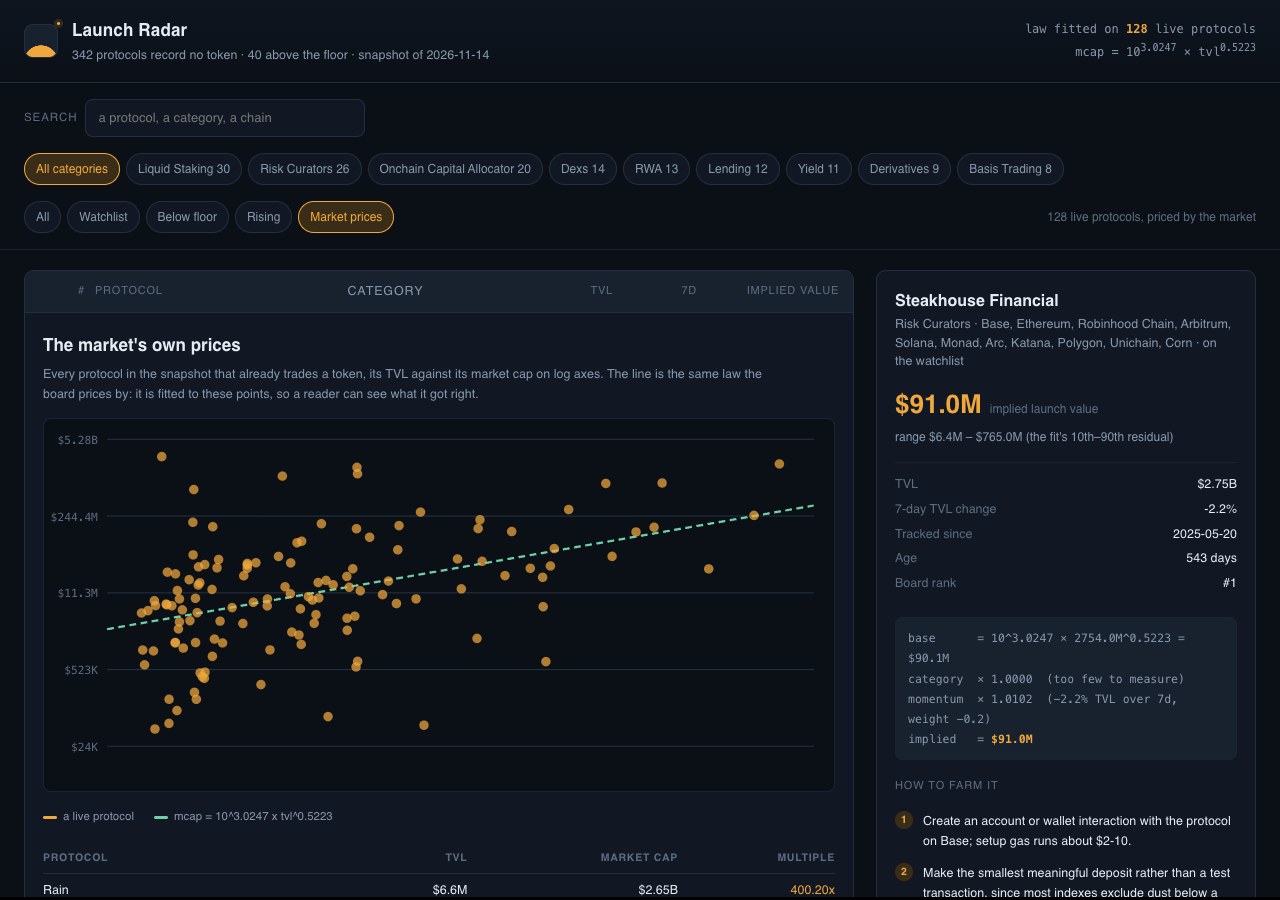 Launch Radar
342 protocols record no token · 40 above the floor · snapshot of 2026-11-14
law fitted on 128 live protocols
mcap = 10^3.0247 × tvl^0.5223
SEARCH a protocol, a category, a chain
All categories Liquid Staking 30 Risk Curators 26 Onchain Capital Allocator 20 Dexs 14 RWA 13 Lending 12 Yield 11 Derivatives 9 Basis Trading 8
All Watchlist Below floor Rising Market prices 128 live protocols, priced by the market
# PROTOCOL CATEGORY TVL 7D IMPLIED VALUE
The market's own prices
Every protocol in the snapshot that already trades a token, its TVL against its market cap on log axes. The line is the same law the
board prices by: it is fitted to these points, so a reader can see what it got right.
$5.28B
$244.4M
$11.3M
$523K
$24K
a live protocol mcap = 10^3.0247 x tvl^0.5223
PROTOCOL TVL MARKET CAP MULTIPLE
Rain $6.6M $2.65B 400.20x
Steakhouse Financial
Risk Curators · Base, Ethereum, Robinhood Chain, Arbitrum,
Solana, Monad, Arc, Katana, Polygon, Unichain, Corn · on
the watchlist
$91.0M implied launch value
range $6.4M – $765.0M (the fit's 10th–90th residual)
TVL $2.75B
7-day TVL change -2.2%
Tracked since 2025-05-20
Age 543 days
Board rank #1
base = 10^3.0247 × 2754.0M^0.5223 =
$90.1M
category × 1.0000 (too few to measure)
momentum × 1.0102 (−2.2% TVL over 7d,
weight −0.2)
implied = $91.0M
HOW TO FARM IT
1 Create an account or wallet interaction with the protocol
on Base; setup gas runs about $2-10.
2 Make the smallest meaningful deposit rather than a test
transaction, since most indexes exclude dust below a